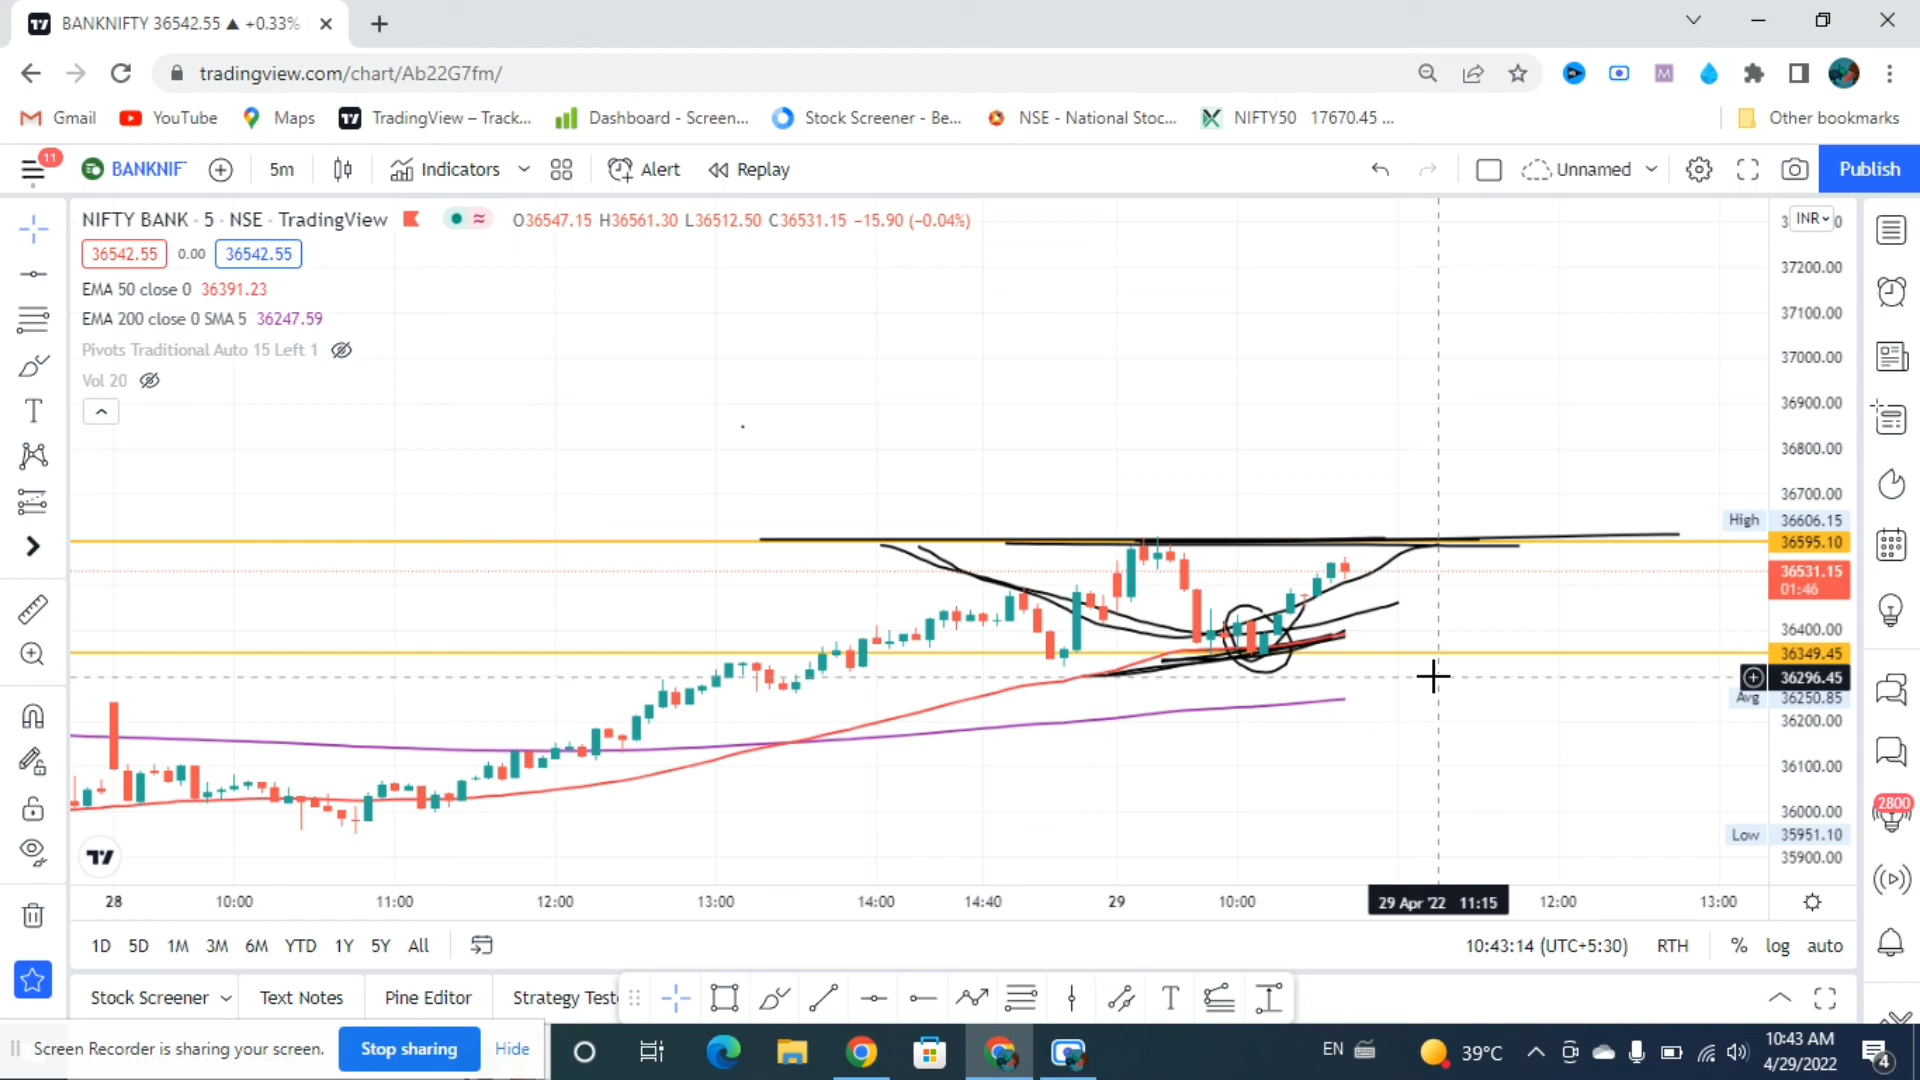 BANKNIFTY 36542.55 ▲ +0.33%
tradingview.com/chart/Ab22G7fm/
Gmail YouTube Maps TradingView – Track... Dashboard - Screen... Stock Screener - Be... NSE - National Stoc... NIFTY50 17670.45 ... Other bookmarks
11
BANKNIF 5m Indicators Alert Replay Unnamed Publish
NIFTY BANK · 5 · NSE · TradingView O36547.15 H36561.30 L36512.50 C36531.15 −15.90 (−0.04%)
INR
36542.55 0.00 36542.55
37200.00
EMA 50 close 0 36391.23
37100.00
EMA 200 close 0 SMA 5 36247.59
Pivots Traditional Auto 15 Left 1
37000.00
Vol 20
36900.00
36800.00
36700.00
High 36606.15
36595.10
36531.15
01:46
36400.00
36349.45
36296.45
Avg 36250.85
36200.00
36100.00
36000.00
2800
Low 35951.10
35900.00
28 10:00 11:00 12:00 13:00 14:00 14:40 29 10:00 29 Apr '22 11:15 12:00 13:00
1D 5D 1M 3M 6M YTD 1Y 5Y All 10:43:14 (UTC+5:30) RTH % log auto
Stock Screener Text Notes Pine Editor Strategy Test
Screen Recorder is sharing your screen. Stop sharing Hide
EN 39°C 10:43 AM
4/29/2022
4